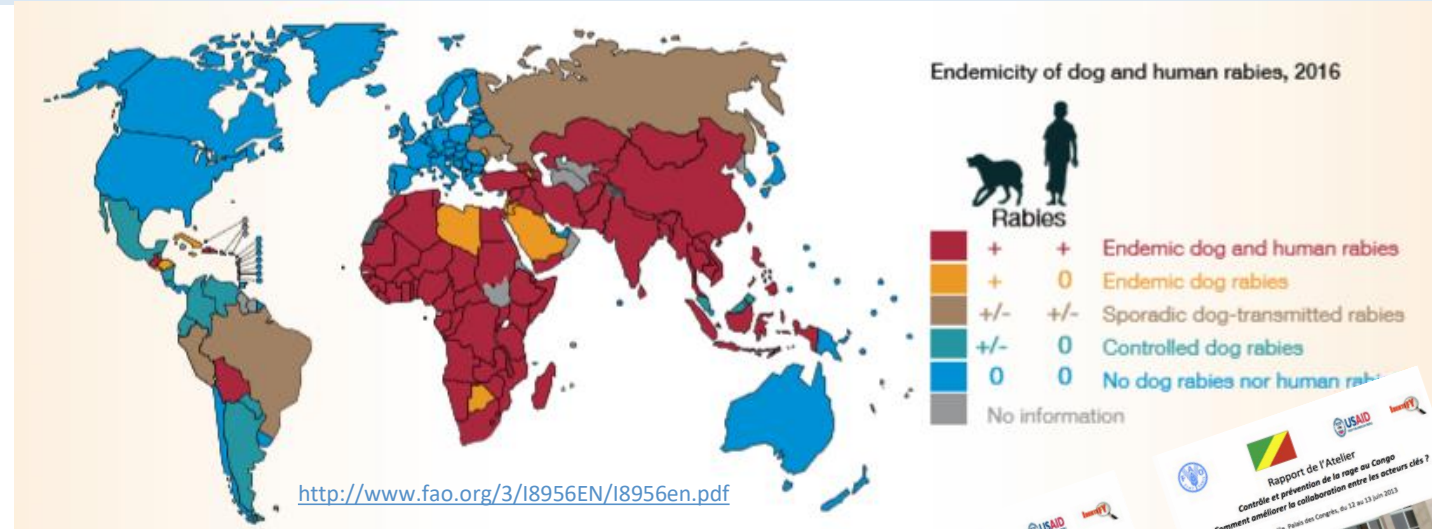 Endemicity of dog and human rabies, 2016
Rabies
+ + Endemic dog and human rabies
+ 0 Endemic dog rabies
+/- +/- Sporadic dog-transmitted rabies
+/- 0 Controlled dog rabies
0 0 No dog rabies nor human
No information
http://www.fao.org/3/I8956EN/I8956en.pdf
USAID
USAID
Rapport de l'Atelier
Contrôle et prévention de la rage au Congo
Comment améliorer la collaboration entre les acteurs clés ?
Palais des Congrès, du 12 au 13 juin 2013